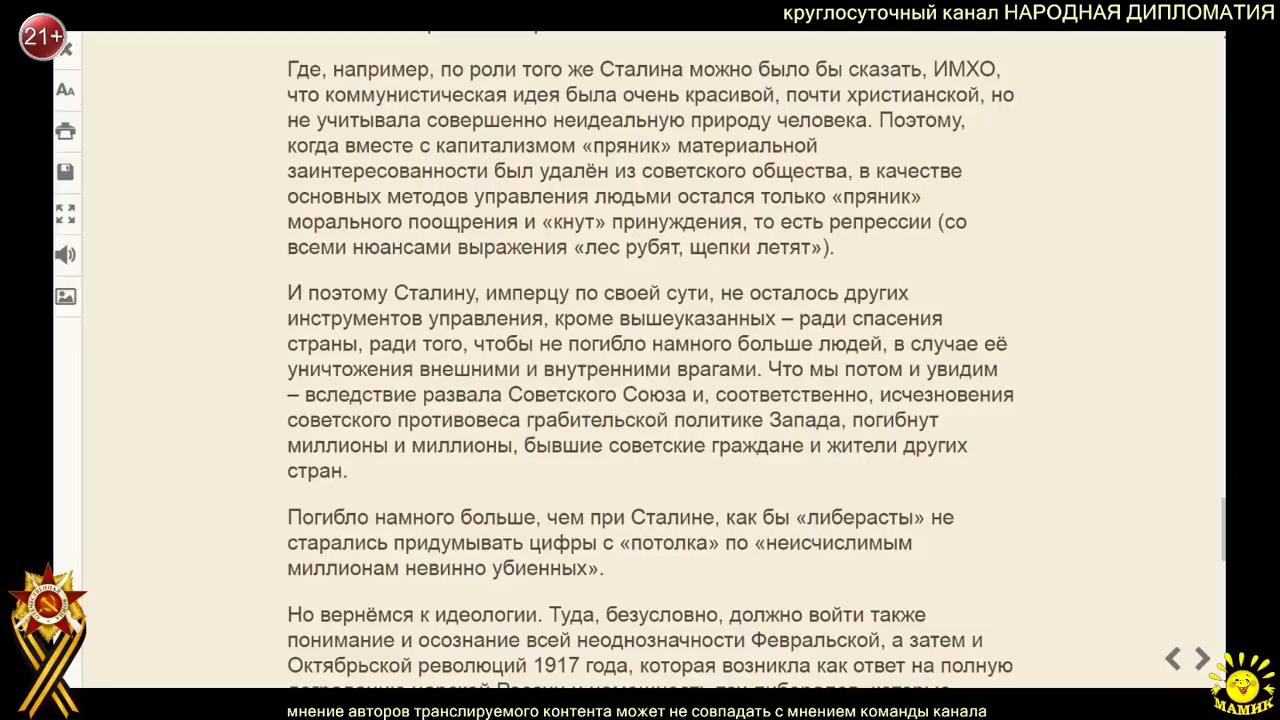 круглосуточный канал НАРОДНАЯ ДИПЛОМАТИЯ
21+
AA
Где, например, по роли того же Сталина можно было бы сказать, ИМХО,
что коммунистическая идея была очень красивой, почти христианской, но
не учитывала совершенно неидеальную природу человека. Поэтому,
когда вместе с капитализмом «пряник» материальной
заинтересованности был удалён из советского общества, в качестве
основных методов управления людьми остался только «пряник»
морального поощрения и «кнут» принуждения, то есть репрессии (со
всеми нюансами выражения «лес рубят, щепки летят»).
И поэтому Сталину, имперцу по своей сути, не осталось других
инструментов управления, кроме вышеуказанных – ради спасения
страны, ради того, чтобы не погибло намного больше людей, в случае её
уничтожения внешними и внутренними врагами. Что мы потом и увидим
– вследствие развала Советского Союза и, соответственно, исчезновения
советского противовеса грабительской политике Запада, погибнут
миллионы и миллионы, бывшие советские граждане и жители других
стран.
Погибло намного больше, чем при Сталине, как бы «либерасты» не
старались придумывать цифры с «потолка» по «неисчислимым
миллионам невинно убиенных».
Но вернёмся к идеологии. Туда, безусловно, должно войти также
понимание и осознание всей неоднозначности Февральской, а затем и
Октябрьской революций 1917 года, которая возникла как ответ на полную
МАМИК
мнение авторов транслируемого контента может не совпадать с мнением команды канала